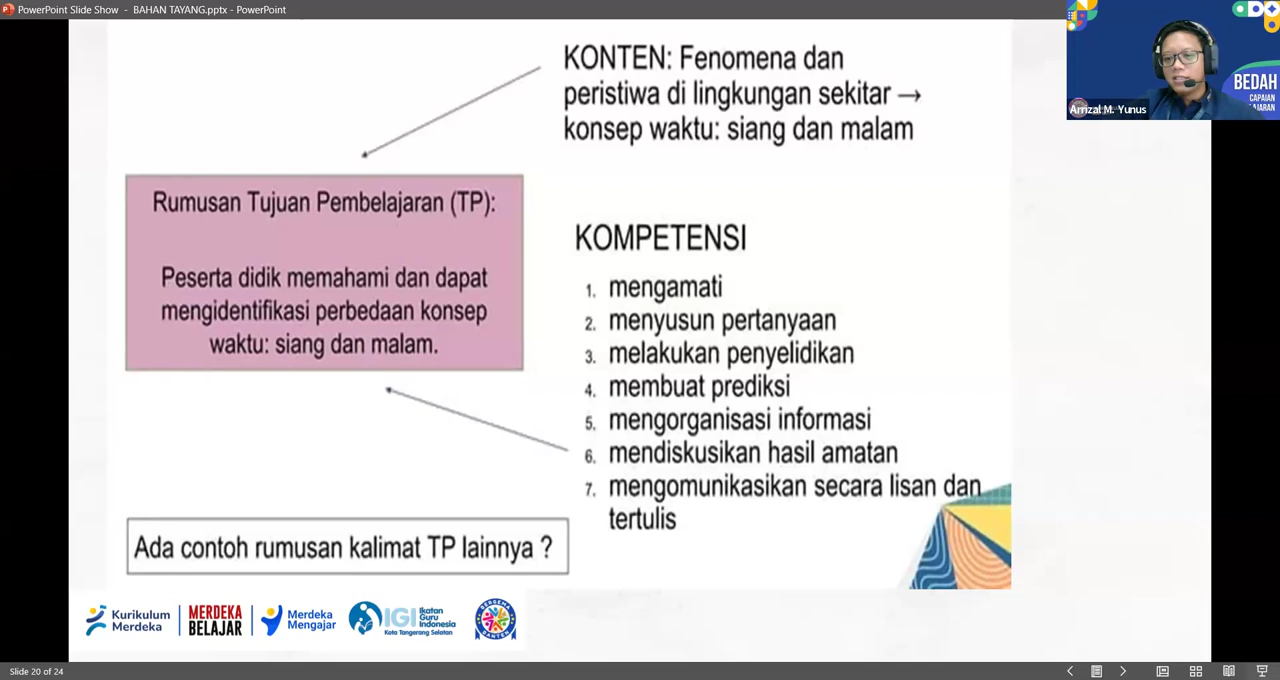 PowerPoint Slide Show - BAHAN TAYANG.pptx - PowerPoint
KONTEN: Fenomena dan
peristiwa di lingkungan sekitar →
konsep waktu: siang dan malam
Arrizal M. Yunus
BEDAH
CAPAIAN
Rumusan Tujuan Pembelajaran (TP):
Peserta didik memahami dan dapat
mengidentifikasi perbedaan konsep
waktu: siang dan malam.
KOMPETENSI
1. mengamati
2. menyusun pertanyaan
3. melakukan penyelidikan
4. membuat prediksi
5. mengorganisasi informasi
6. mendiskusikan hasil amatan
7. mengomunikasikan secara lisan dan
tertulis
Ada contoh rumusan kalimat TP lainnya ?
Kurikulum
Merdeka
MERDEKA
BELAJAR
Merdeka
Mengajar
IGI
Ikatan
Guru
Indonesia
Kota Tangerang Selatan
Slide 20 of 24